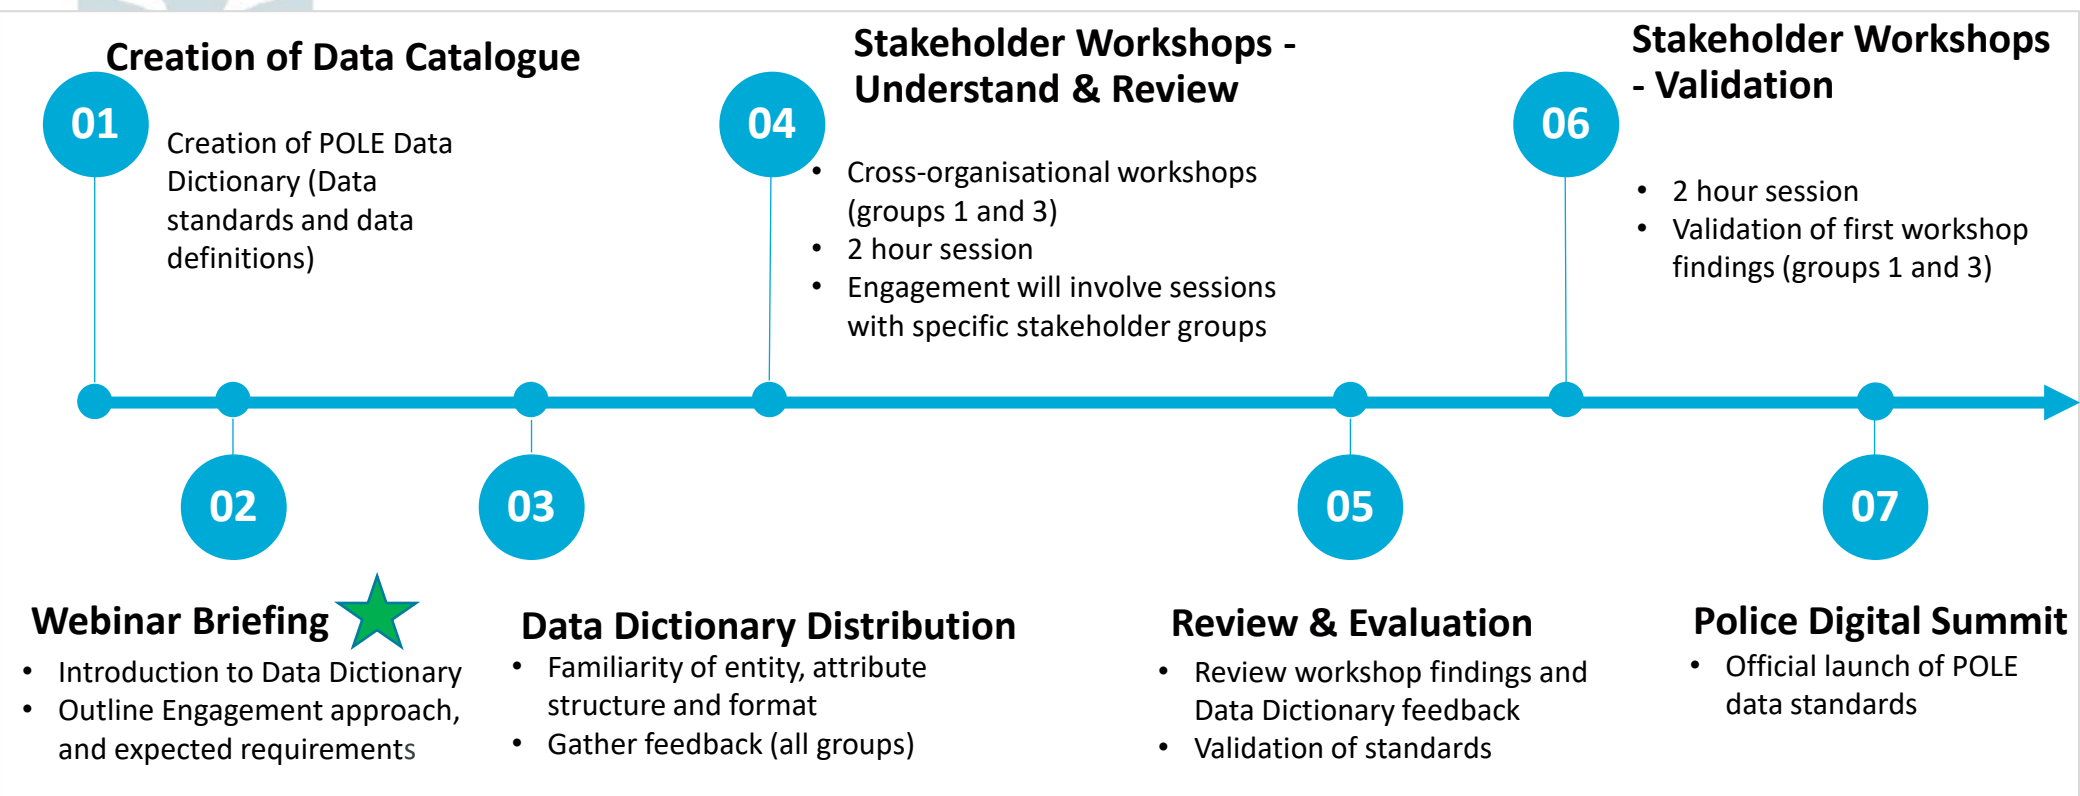 Creation of Data Catalogue
01
Creation of POLE Data
Dictionary (Data
standards and data
definitions)
Webinar Briefing
02
• Introduction to Data Dictionary
• Outline Engagement approach,
and expected requirements
03
Data Dictionary Distribution
• Familiarity of entity, attribute
structure and format
• Gather feedback (all groups)
Stakeholder Workshops -
Understand & Review
04
• Cross-organisational workshops
(groups 1 and 3)
• 2 hour session
• Engagement will involve sessions
with specific stakeholder groups
05
Review & Evaluation
• Review workshop findings and
Data Dictionary feedback
• Validation of standards
Stakeholder Workshops
- Validation
06
• 2 hour session
• Validation of first workshop
findings (groups 1 and 3)
07
Police Digital Summit
• Official launch of POLE
data standards